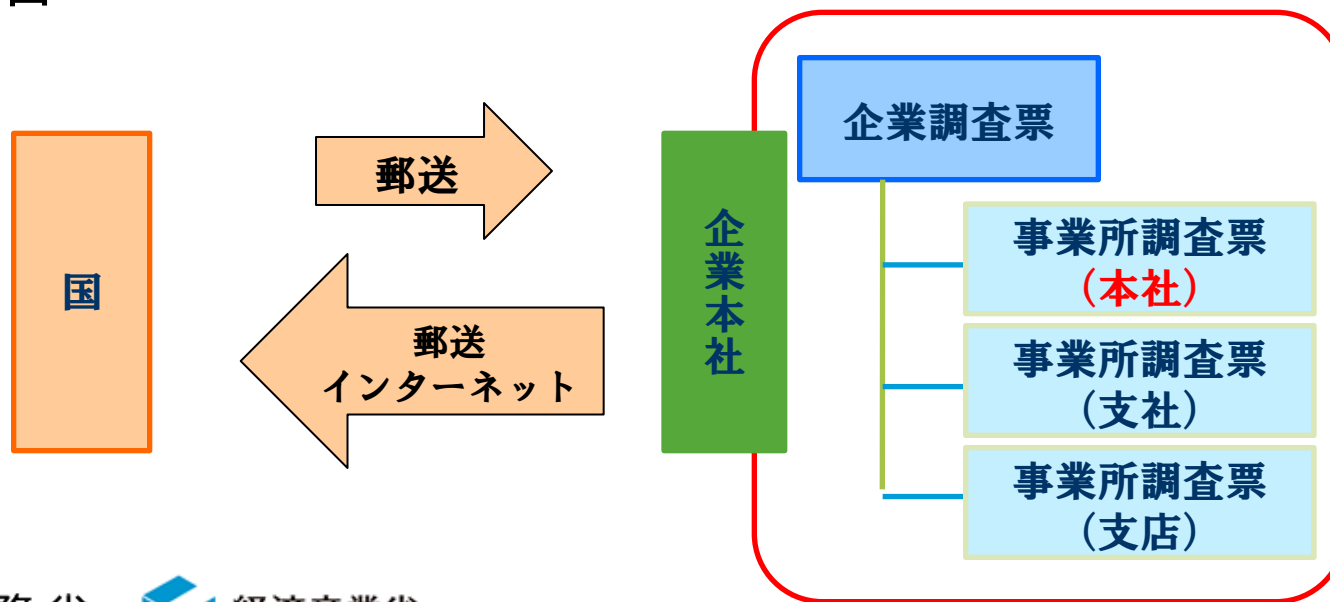 国
郵送
郵送
インターネット
企業本社
企業調査票
事業所調査票
（本社）
事業所調査票
（支社）
事業所調査票
（支店）